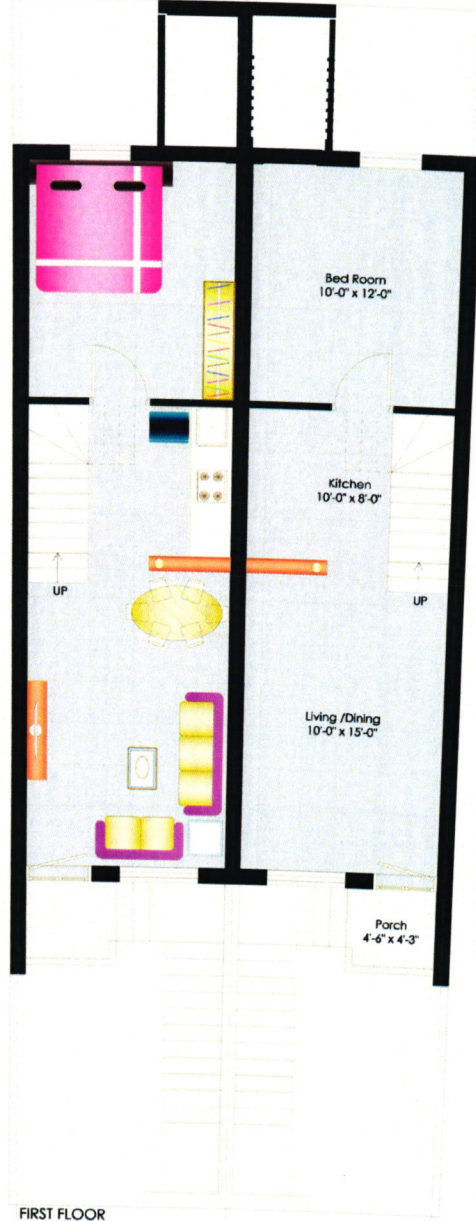 Bed Room
10'-0" x 12'-0"
Kitchen
10'-0" x 8'-0"
UP
UP
Living /Dining
10'-0" x 15'-0"
Porch
4'-6" x 4'-3"
FIRST FLOOR